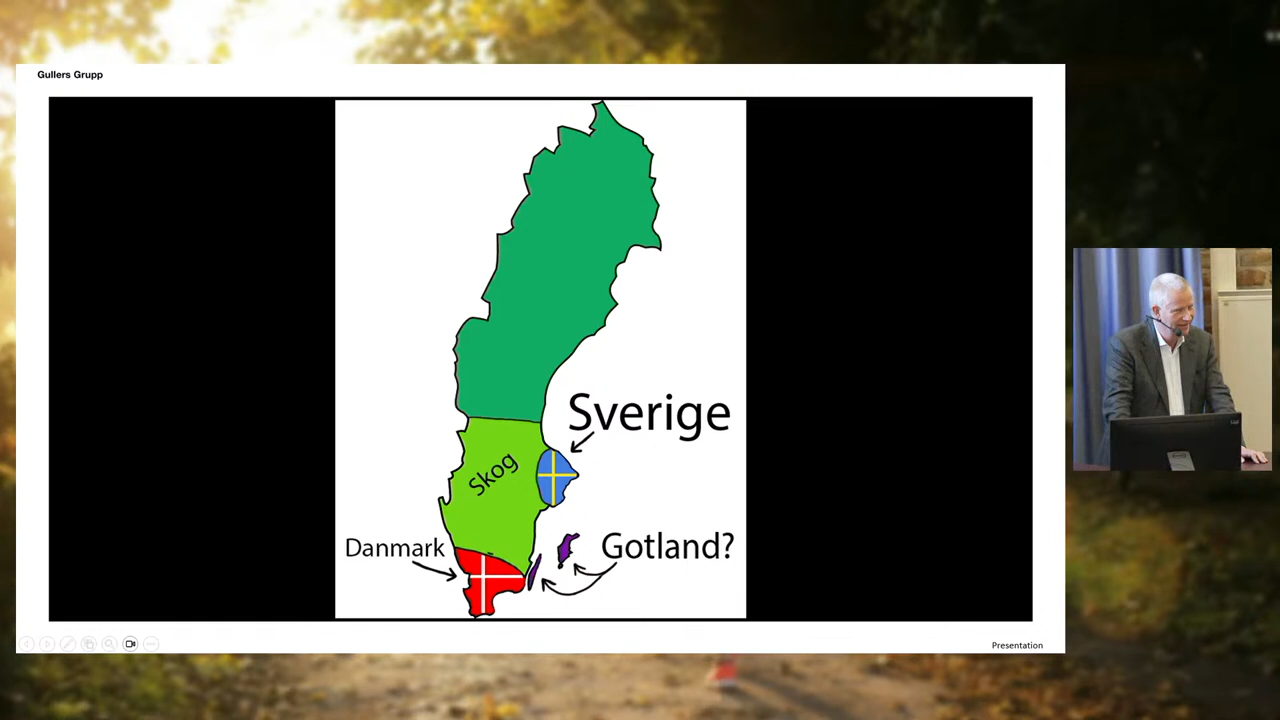 Gullers Grupp
Sverige
Skog
Danmark
Gotland?
Presentation